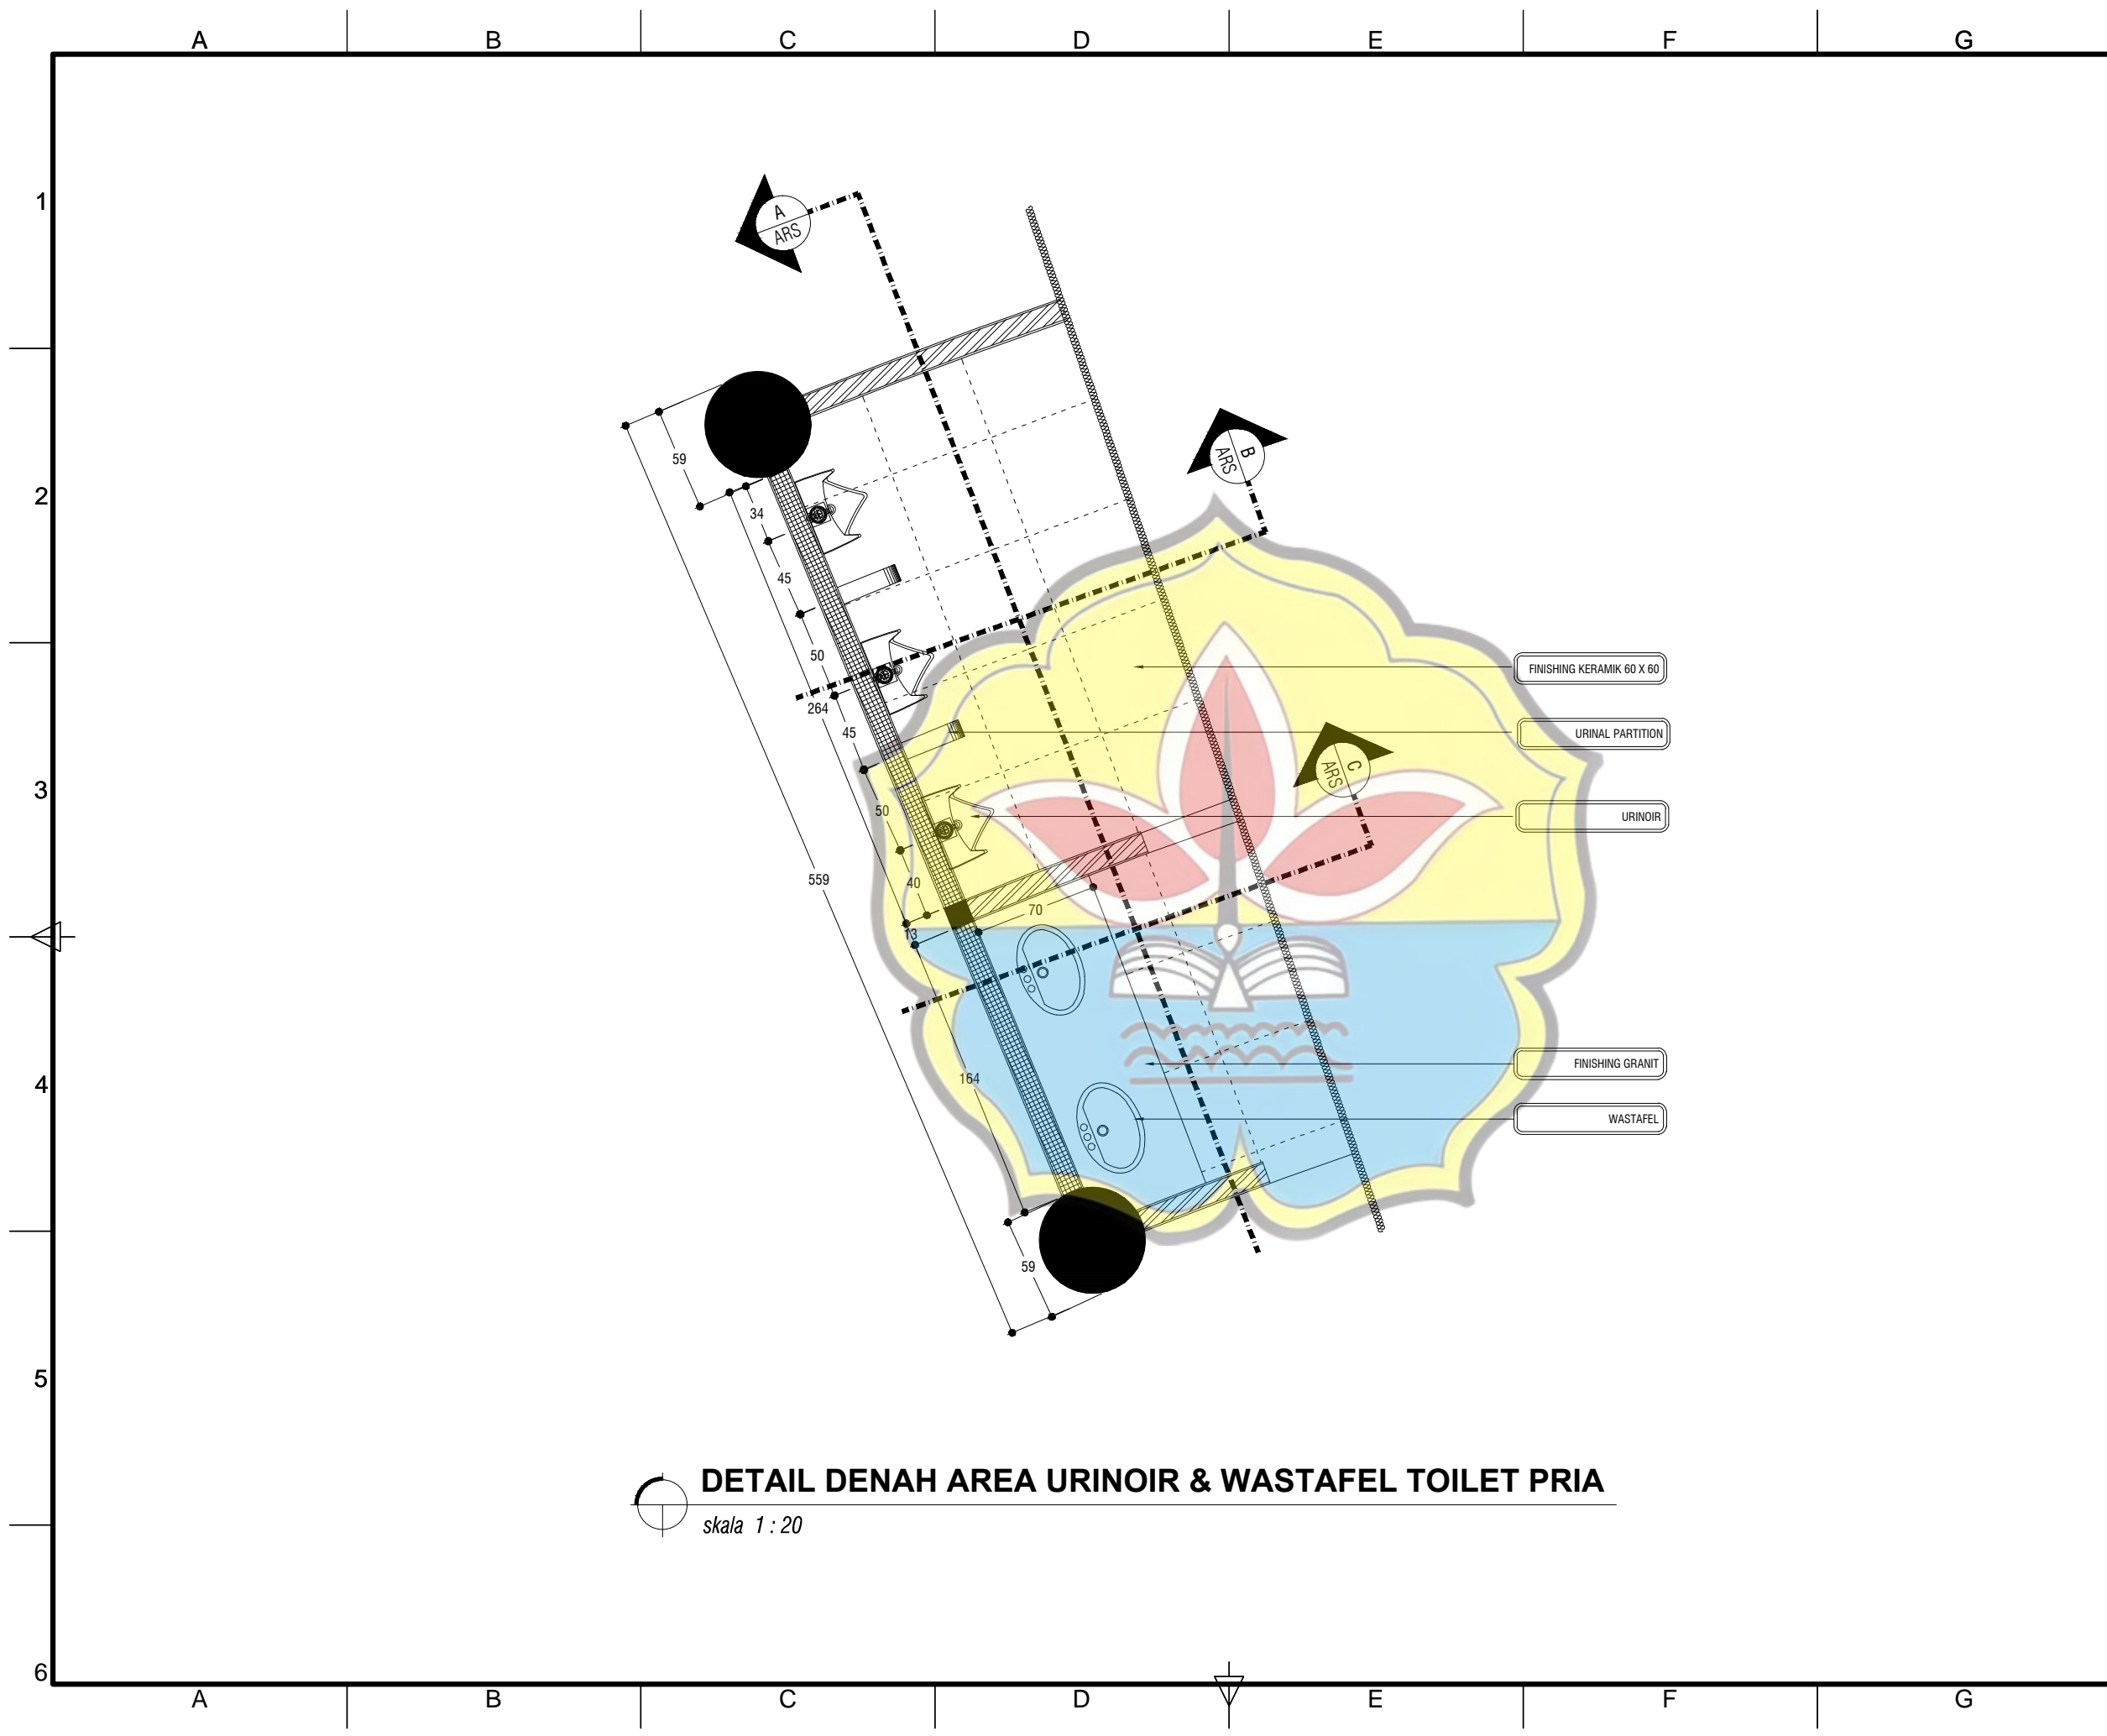 A B C D E F G
1
A
ARS
B
ARS
2
59
34
45
50
FINISHING KERAMIK 60 X 60
264
45
URINAL PARTITION
C
ARS
3
50
URINOIR
559
40
70
13
FINISHING GRANIT
164
4
WASTAFEL
59
5
DETAIL DENAH AREA URINOIR & WASTAFEL TOILET PRIA
skala 1 : 20
6
A B C D E F G